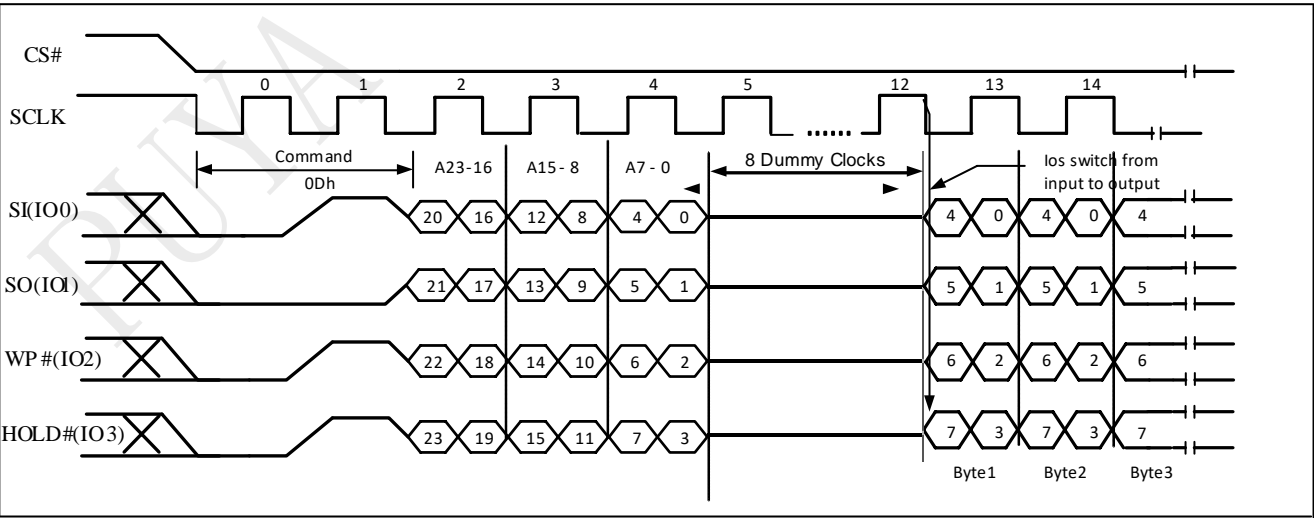 PUYA
CS#
0 1 2 3 4 5 12 13 14
SCLK
......
Command
0Dh
A23-16 A15-8 A7-0
8 Dummy Clocks
Ios switch from
input to output
SI(IO0) 20 16 12 8 4 0 4 0 4 0 4
SO(IO1) 21 17 13 9 5 1 5 1 5 1 5
WP#(IO2) 22 18 14 10 6 2 6 2 6 2 6
HOLD#(IO3) 23 19 15 11 7 3 7 3 7 3 7
Byte1 Byte2 Byte3